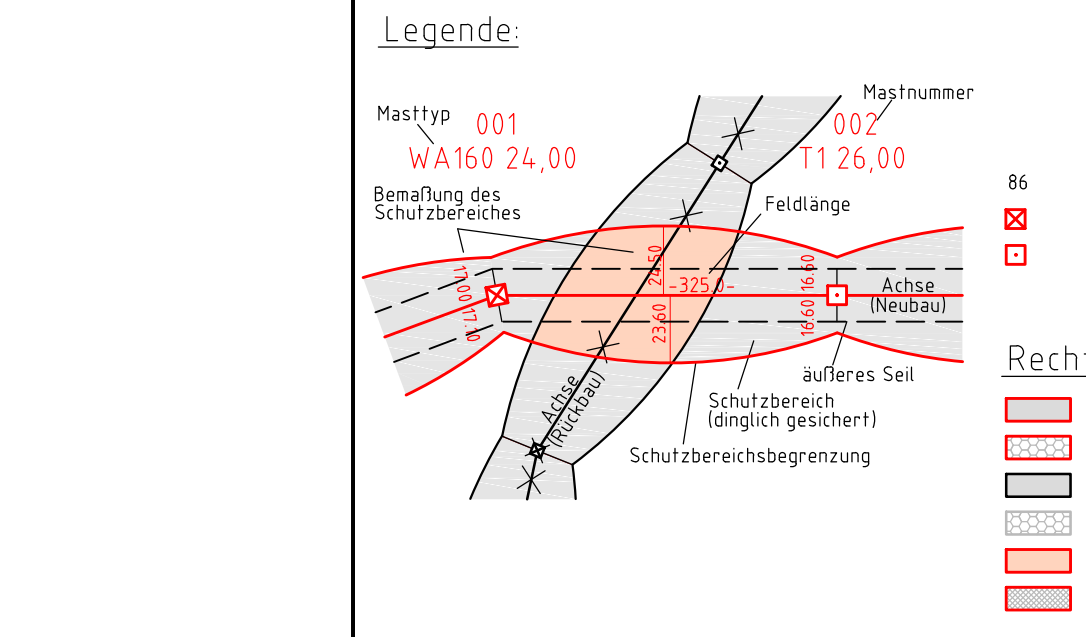 Legende:
Masttyp
001
WA160 24,00
Mastnummer
002
T1 26,00
86
Bemaßung des
Schutzbereiches
Feldlänge
17.00
17.10
24.50
-325.0-
23.60
16.60
16.60
Achse
(Neubau)
äußeres Seil
Achse
(Rückbau)
Schutzbereich
(dinglich gesichert)
Schutzbereichsbegrenzung